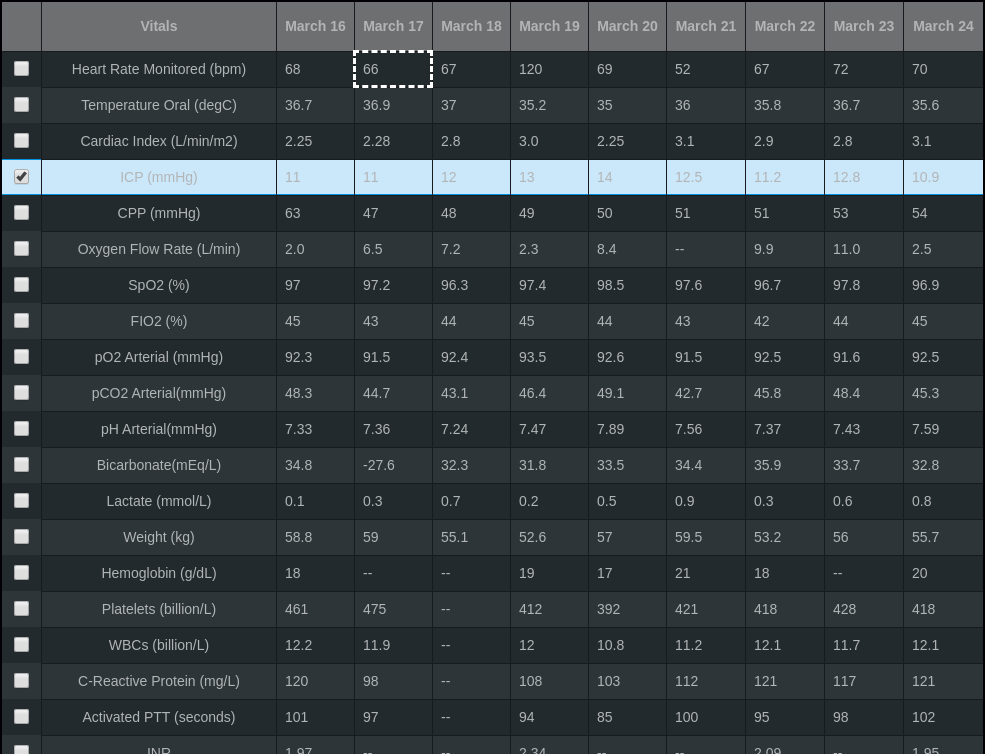 Vitals March 16 March 17 March 18 March 19 March 20 March 21 March 22 March 23 March 24
Heart Rate Monitored (bpm) 68 66 67 120 69 52 67 72 70
Temperature Oral (degC) 36.7 36.9 37 35.2 35 36 35.8 36.7 35.6
Cardiac Index (L/min/m2) 2.25 2.28 2.8 3.0 2.25 3.1 2.9 2.8 3.1
ICP (mmHg) 11 11 12 13 14 12.5 11.2 12.8 10.9
CPP (mmHg) 63 47 48 49 50 51 51 53 54
Oxygen Flow Rate (L/min) 2.0 6.5 7.2 2.3 8.4 -- 9.9 11.0 2.5
SpO2 (%) 97 97.2 96.3 97.4 98.5 97.6 96.7 97.8 96.9
FIO2 (%) 45 43 44 45 44 43 42 44 45
pO2 Arterial (mmHg) 92.3 91.5 92.4 93.5 92.6 91.5 92.5 91.6 92.5
pCO2 Arterial(mmHg) 48.3 44.7 43.1 46.4 49.1 42.7 45.8 48.4 45.3
pH Arterial(mmHg) 7.33 7.36 7.24 7.47 7.89 7.56 7.37 7.43 7.59
Bicarbonate(mEq/L) 34.8 -27.6 32.3 31.8 33.5 34.4 35.9 33.7 32.8
Lactate (mmol/L) 0.1 0.3 0.7 0.2 0.5 0.9 0.3 0.6 0.8
Weight (kg) 58.8 59 55.1 52.6 57 59.5 53.2 56 55.7
Hemoglobin (g/dL) 18 -- -- 19 17 21 18 -- 20
Platelets (billion/L) 461 475 -- 412 392 421 418 428 418
WBCs (billion/L) 12.2 11.9 -- 12 10.8 11.2 12.1 11.7 12.1
C-Reactive Protein (mg/L) 120 98 -- 108 103 112 121 117 121
Activated PTT (seconds) 101 97 -- 94 85 100 95 98 102
INR 1.97 -- -- 2.34 -- -- 2.09 -- 1.95